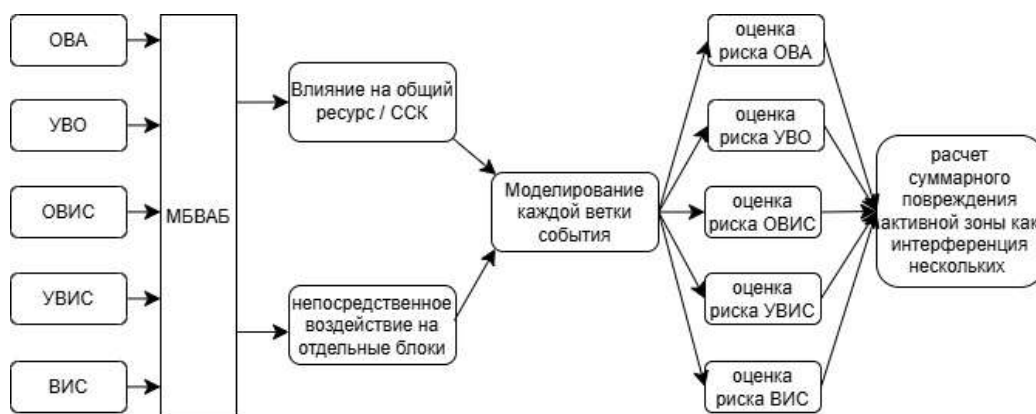 ОВА
УВО
ОВИС
УВИС
ВИС
МБВАБ
Влияние на общий
ресурс / ССК
непосредственное
воздействие на
отдельные блоки
Моделирование
каждой ветки
события
оценка
риска ОВА
оценка
риска УВО
оценка
риска ОВИС
оценка
риска УВИС
оценка
риска ВИС
расчет
суммарного
повреждения
активной зоны как
интерференция
нескольких